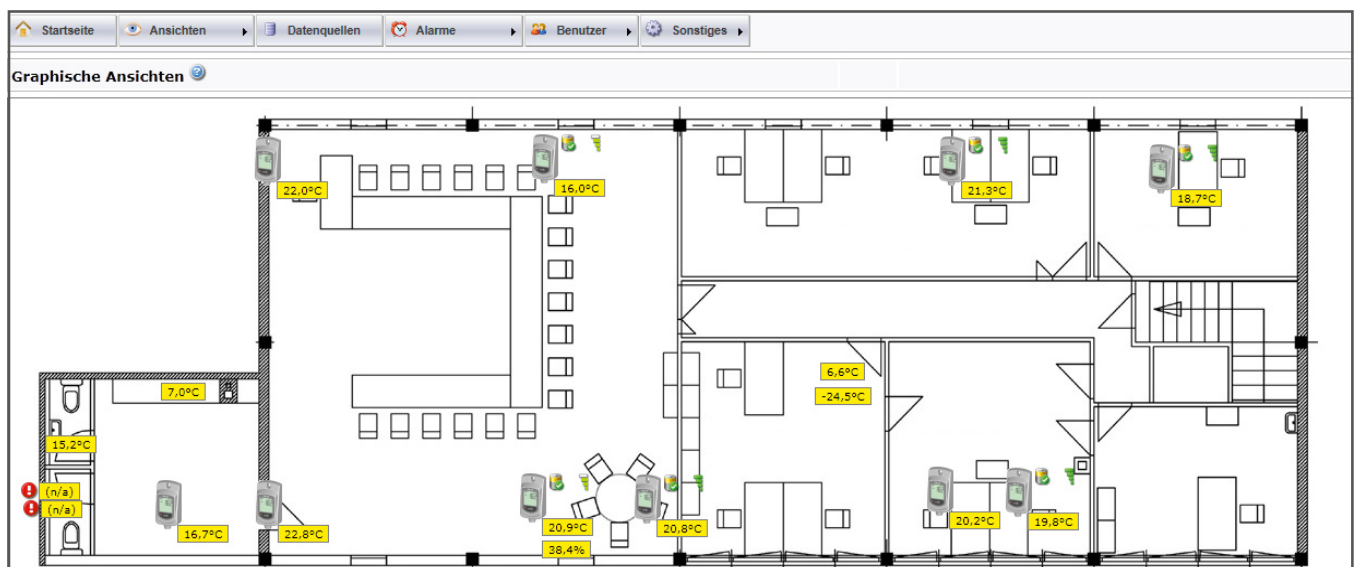 Startseite Ansichten Datenquellen Alarme Benutzer Sonstiges
Graphische Ansichten
22,0°C
16,0°C
21,3°C
18,7°C
6,6°C
7,0°C
-24,5°C
15,2°C
(n/a)
(n/a)
16,7°C
22,8°C
20,9°C
20,8°C
20,2°C
19,8°C
38,4%